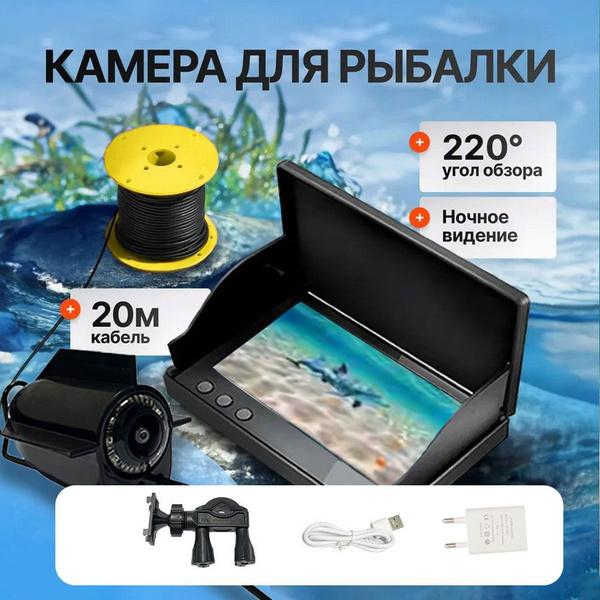 КАМЕРА ДЛЯ РЫБАЛКИ
220°
угол обзора
Ночное
видение
20м
кабель